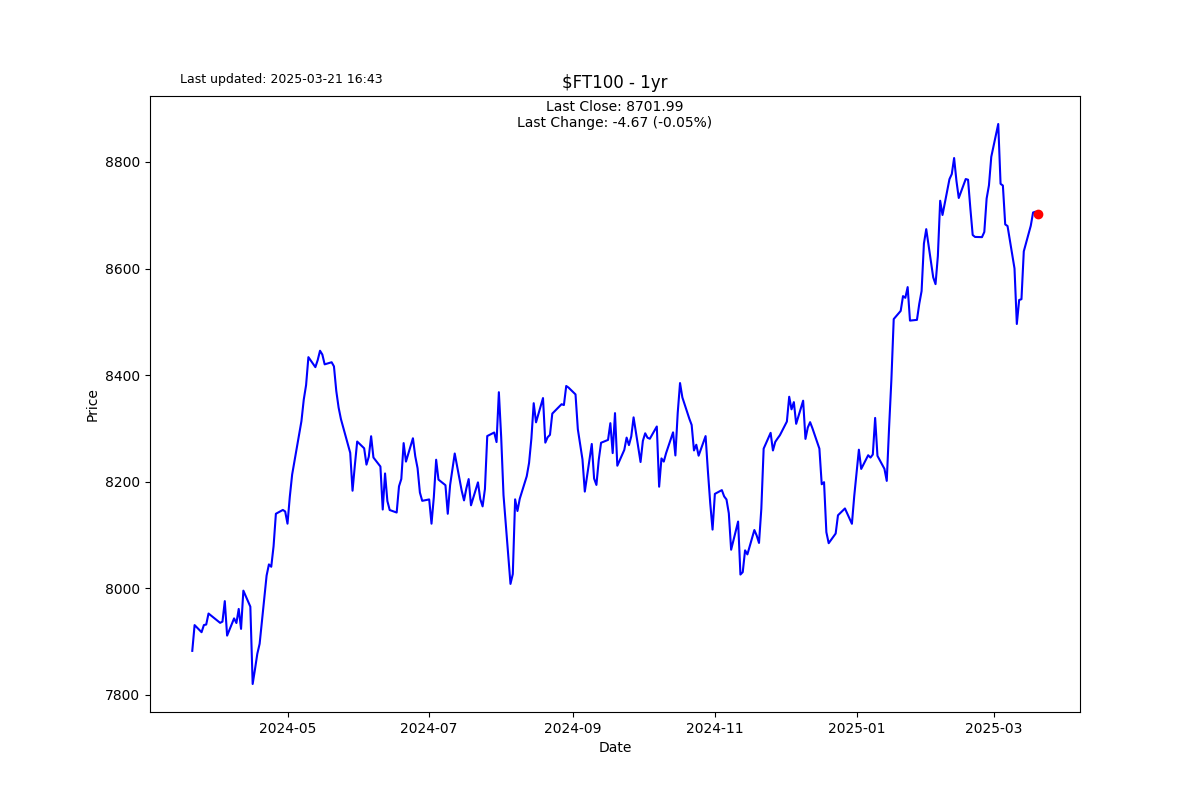 Last updated: 2025-03-21 16:43
$FT100 - 1yr
Last Close: 8701.99
Last Change: -4.67 (-0.05%)
8800
8600
8400
8200
8000
7800
Price
2024-05 2024-07 2024-09 2024-11 2025-01 2025-03
Date